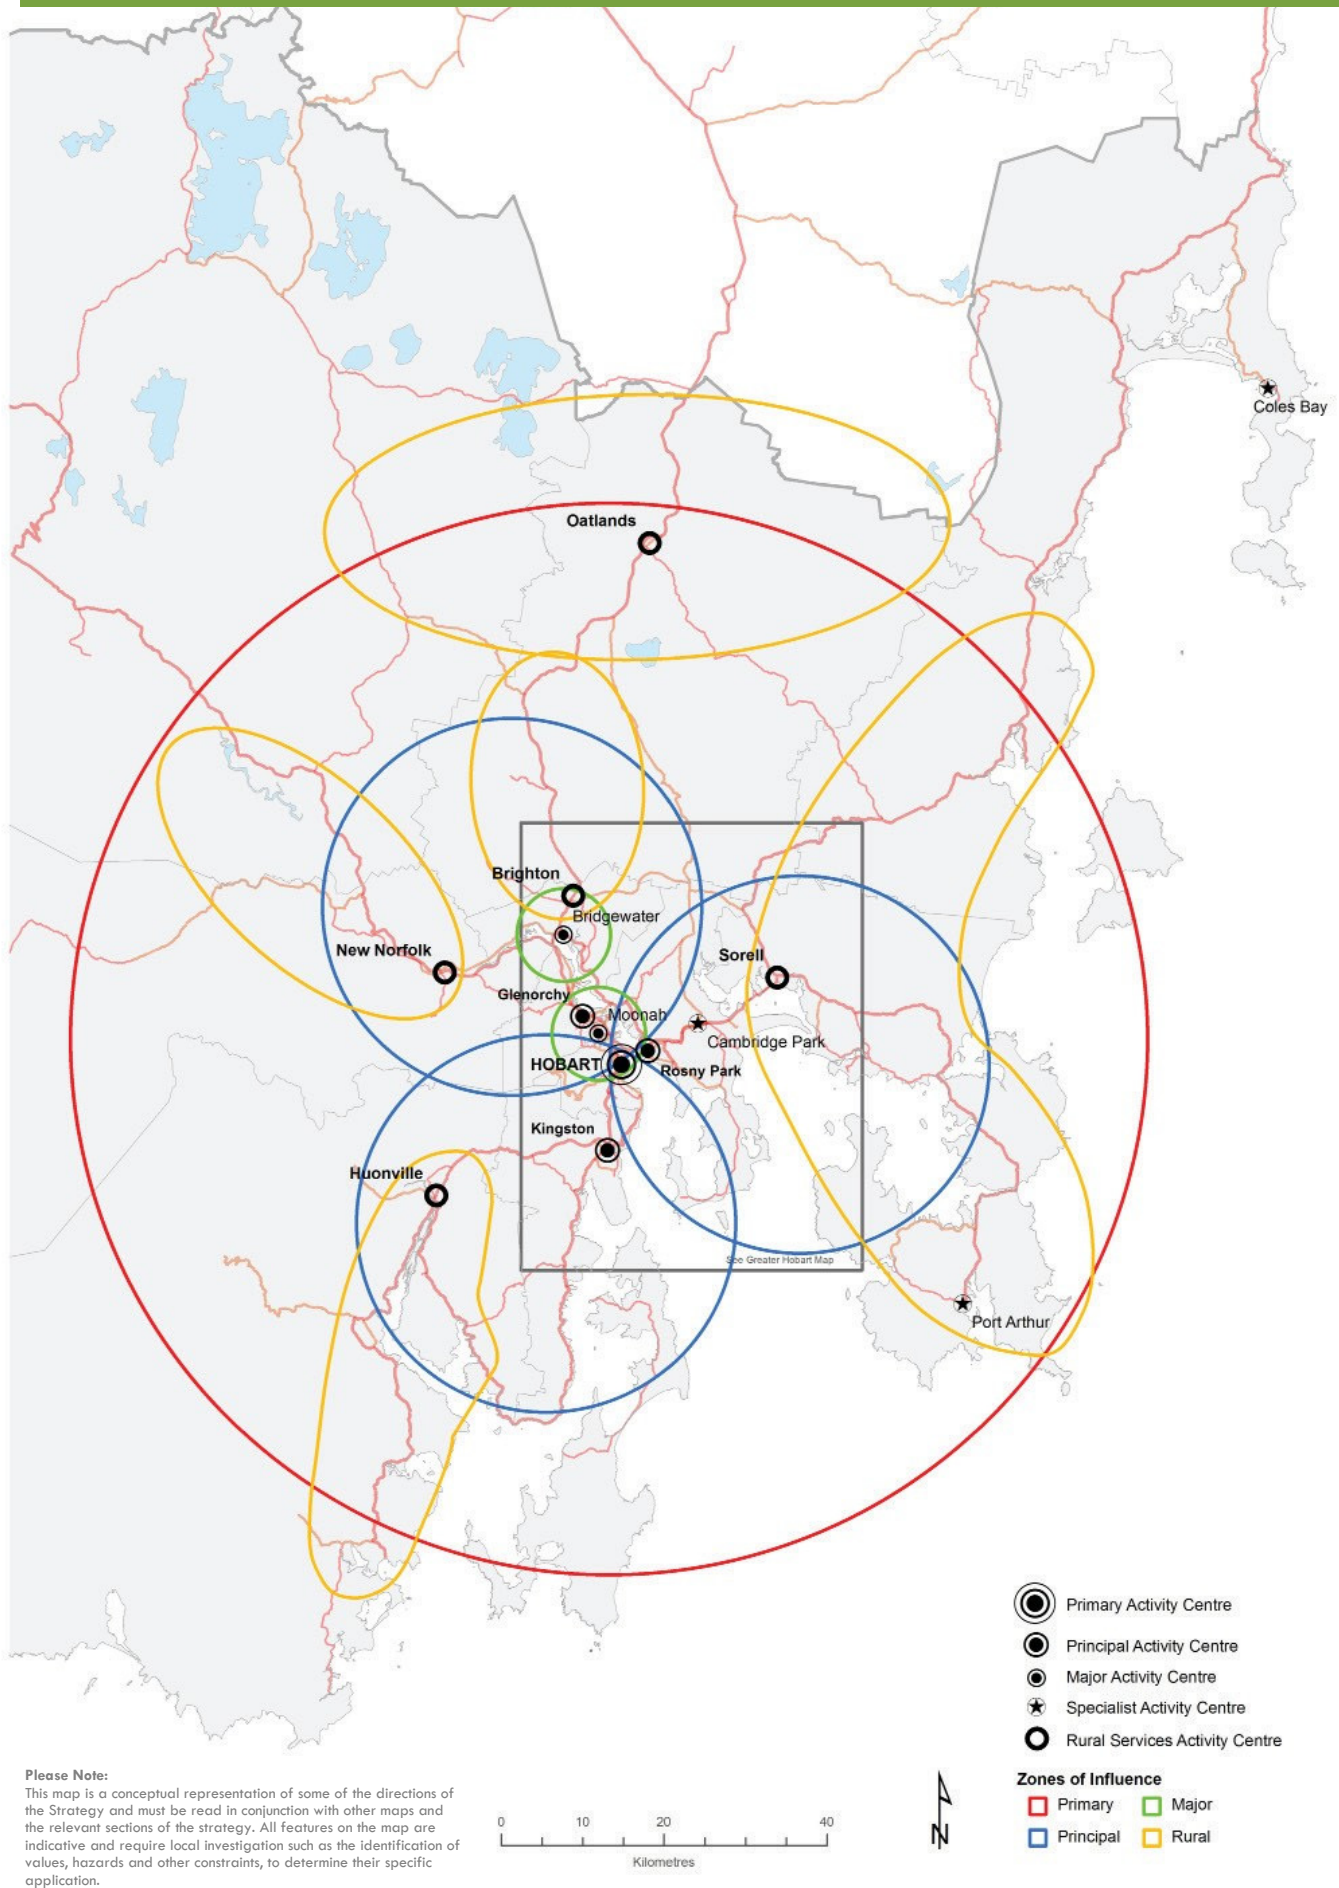 Coles Bay
Oatlands
Brighton
Bridgewater
New Norfolk
Sorell
Glenorchy
Moonah
Cambridge Park
HOBART
Rosny Park
Kingston
Huonville
See Greater Hobart Map
Port Arthur
Primary Activity Centre
Principal Activity Centre
Major Activity Centre
Specialist Activity Centre
Rural Services Activity Centre
Zones of Influence
Primary
Major
Principal
Rural
Please Note:
This map is a conceptual representation of some of the directions of
the Strategy and must be read in conjunction with other maps and
the relevant sections of the strategy. All features on the map are
indicative and require local investigation such as the identification of
values, hazards and other constraints, to determine their specific
application.
0 10 20 40
Kilometres
N